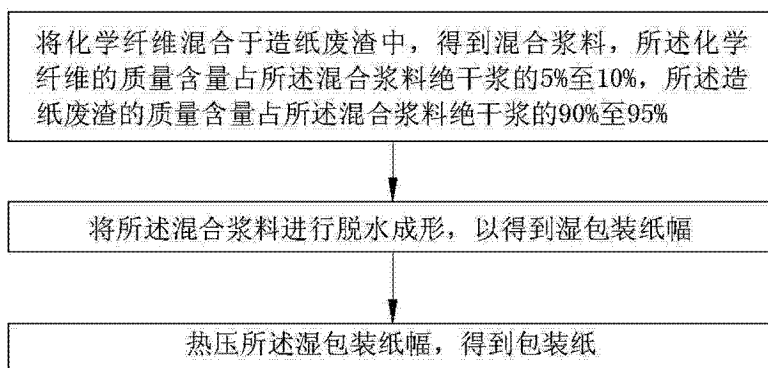 将化学纤维混合于造纸废渣中，得到混合浆料，所述化学
纤维的质量含量占所述混合浆料绝干浆的5%至10%，所述造
纸废渣的质量含量占所述混合浆料绝干浆的90%至95%
将所述混合浆料进行脱水成形，以得到湿包装纸幅
热压所述湿包装纸幅，得到包装纸